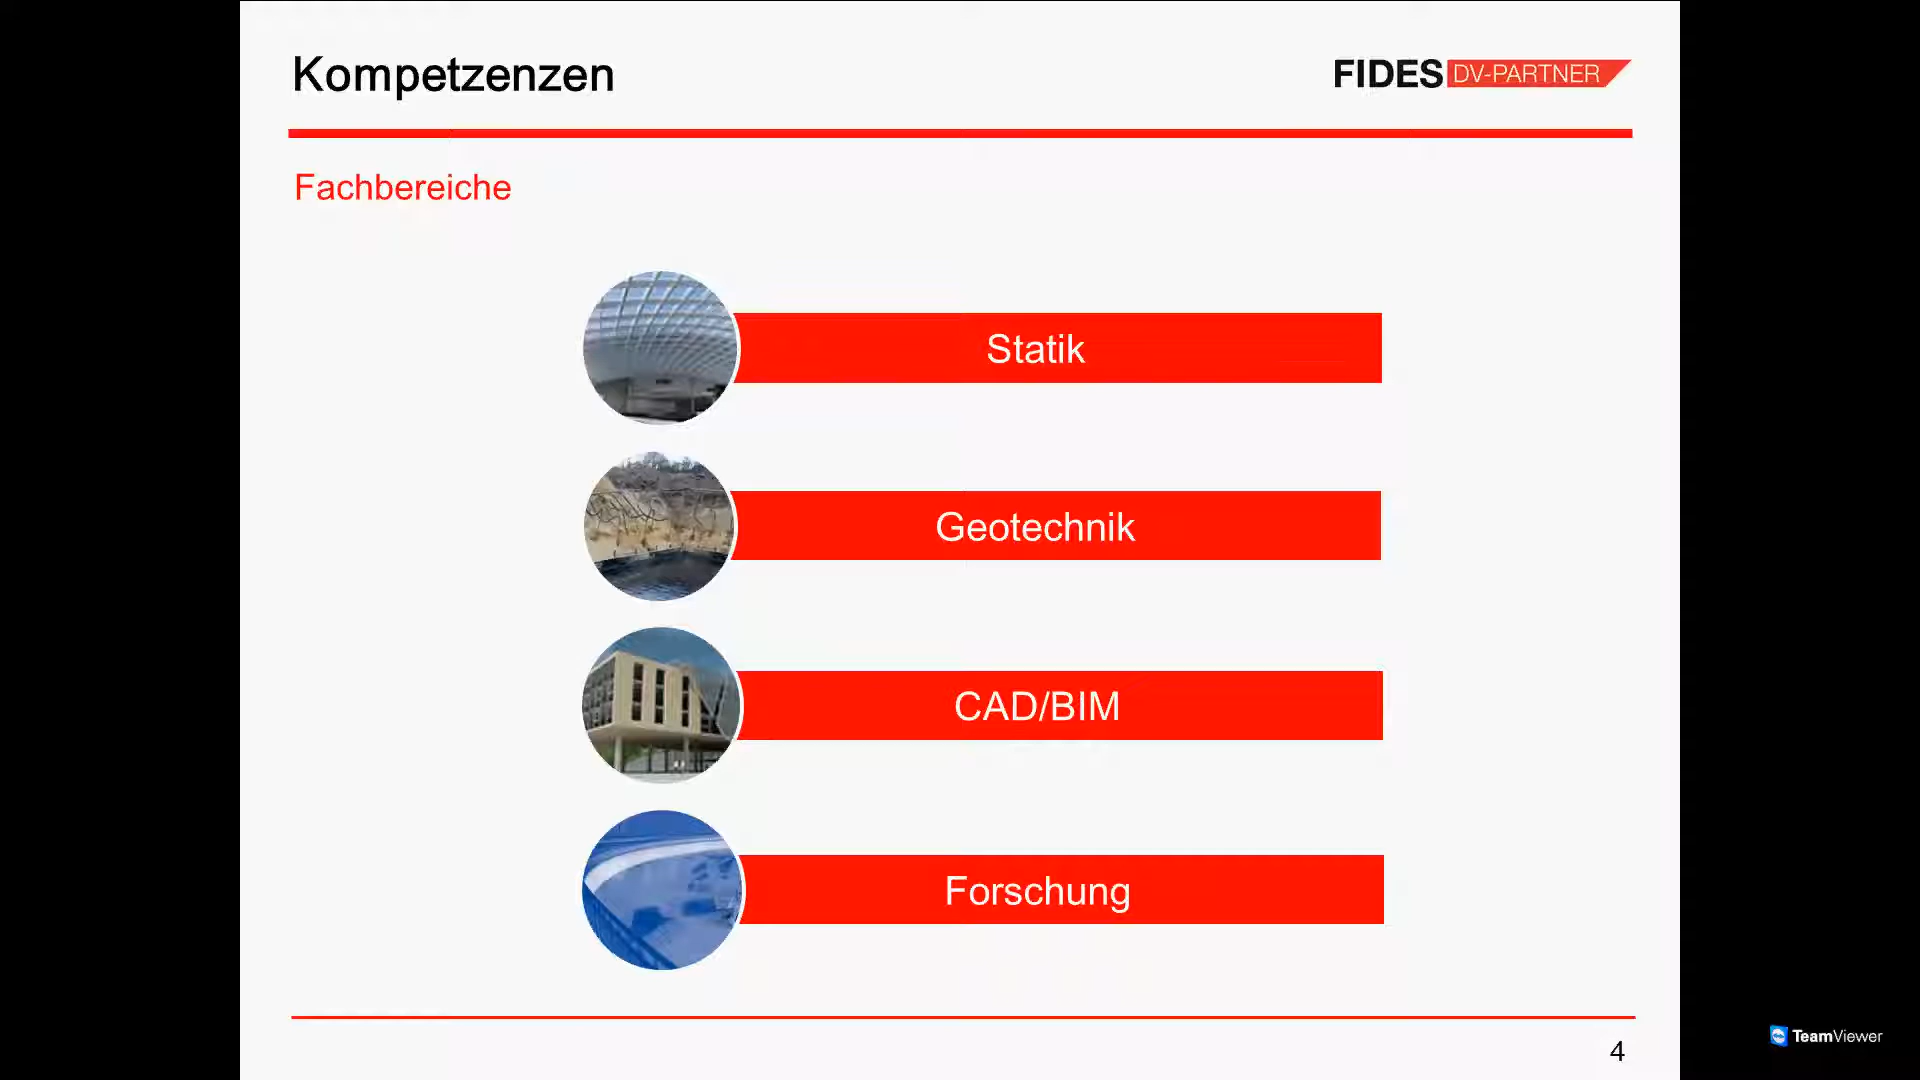 Kompetzenzen
FIDES DV-PARTNER
Fachbereiche
Statik
Geotechnik
CAD/BIM
Forschung
4
TeamViewer